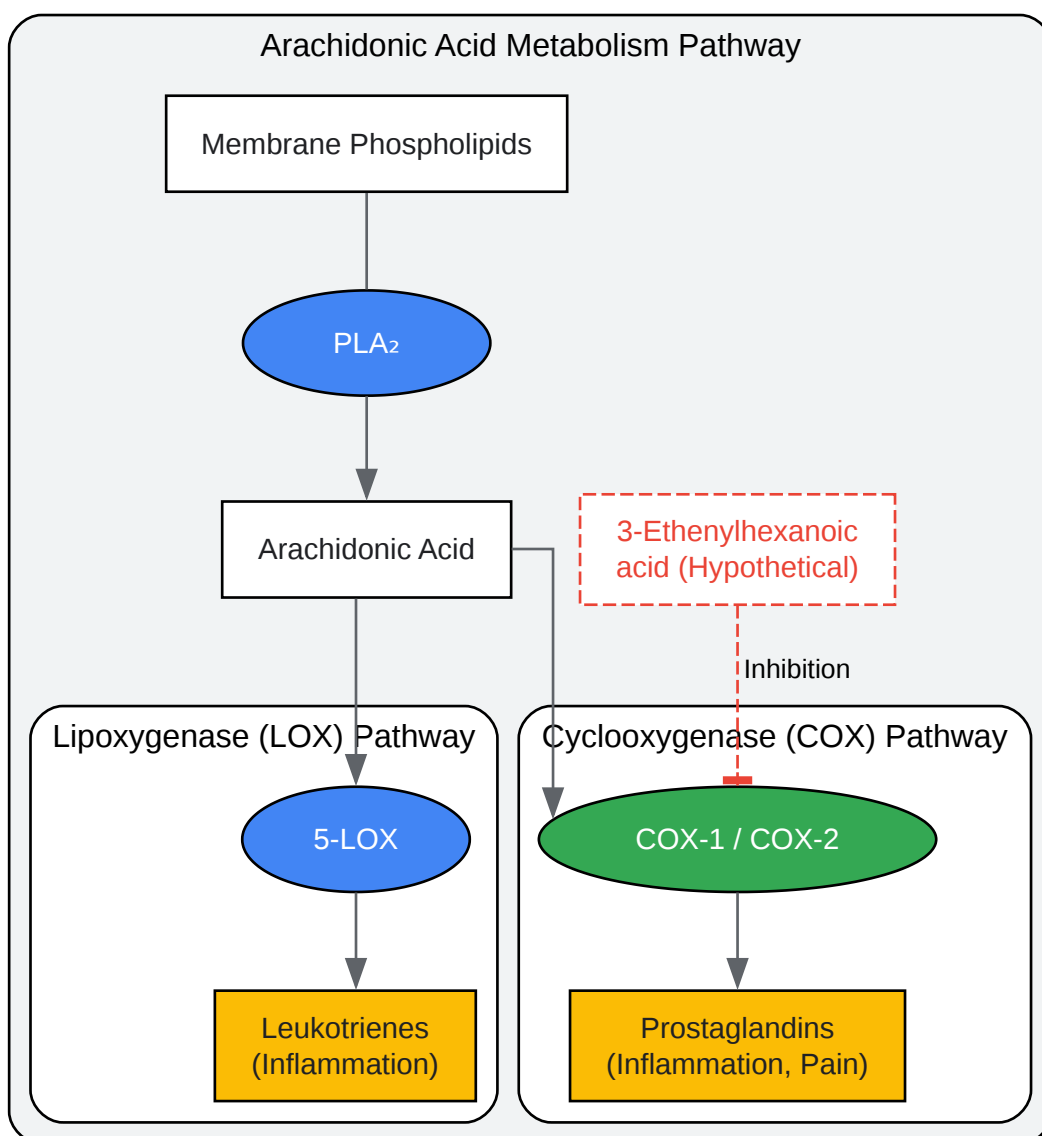 Arachidonic Acid Metabolism Pathway
Membrane Phospholipids
PLA₂
Arachidonic Acid
3-Ethenylhexanoic
acid (Hypothetical)
Inhibition
Lipoxygenase (LOX) Pathway
Cyclooxygenase (COX) Pathway
5-LOX
COX-1 / COX-2
Leukotrienes
(Inflammation)
Prostaglandins
(Inflammation, Pain)